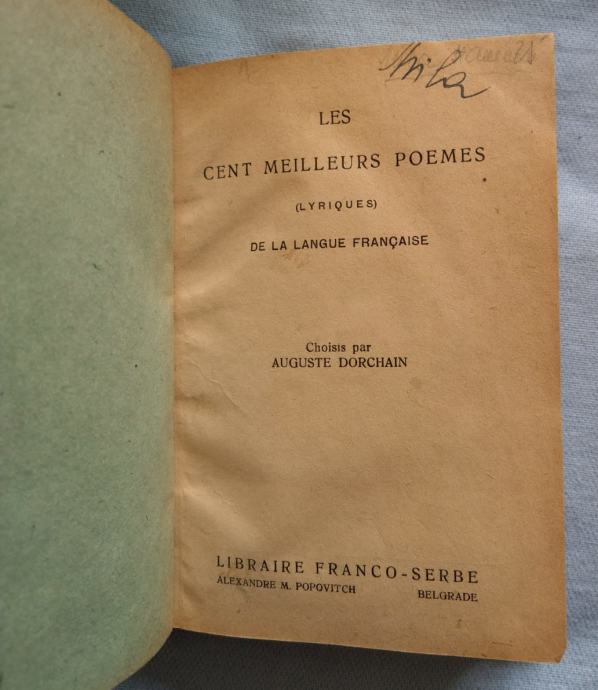 Mila
LES
CENT MEILLEURS POEMES
(LYRIQUES)
DE LA LANGUE FRANÇAISE
Choisis par
AUGUSTE DORCHAIN
LIBRAIRE FRANCO-SERBE
ALEXANDRE M. POPOVITCH BELGRADE